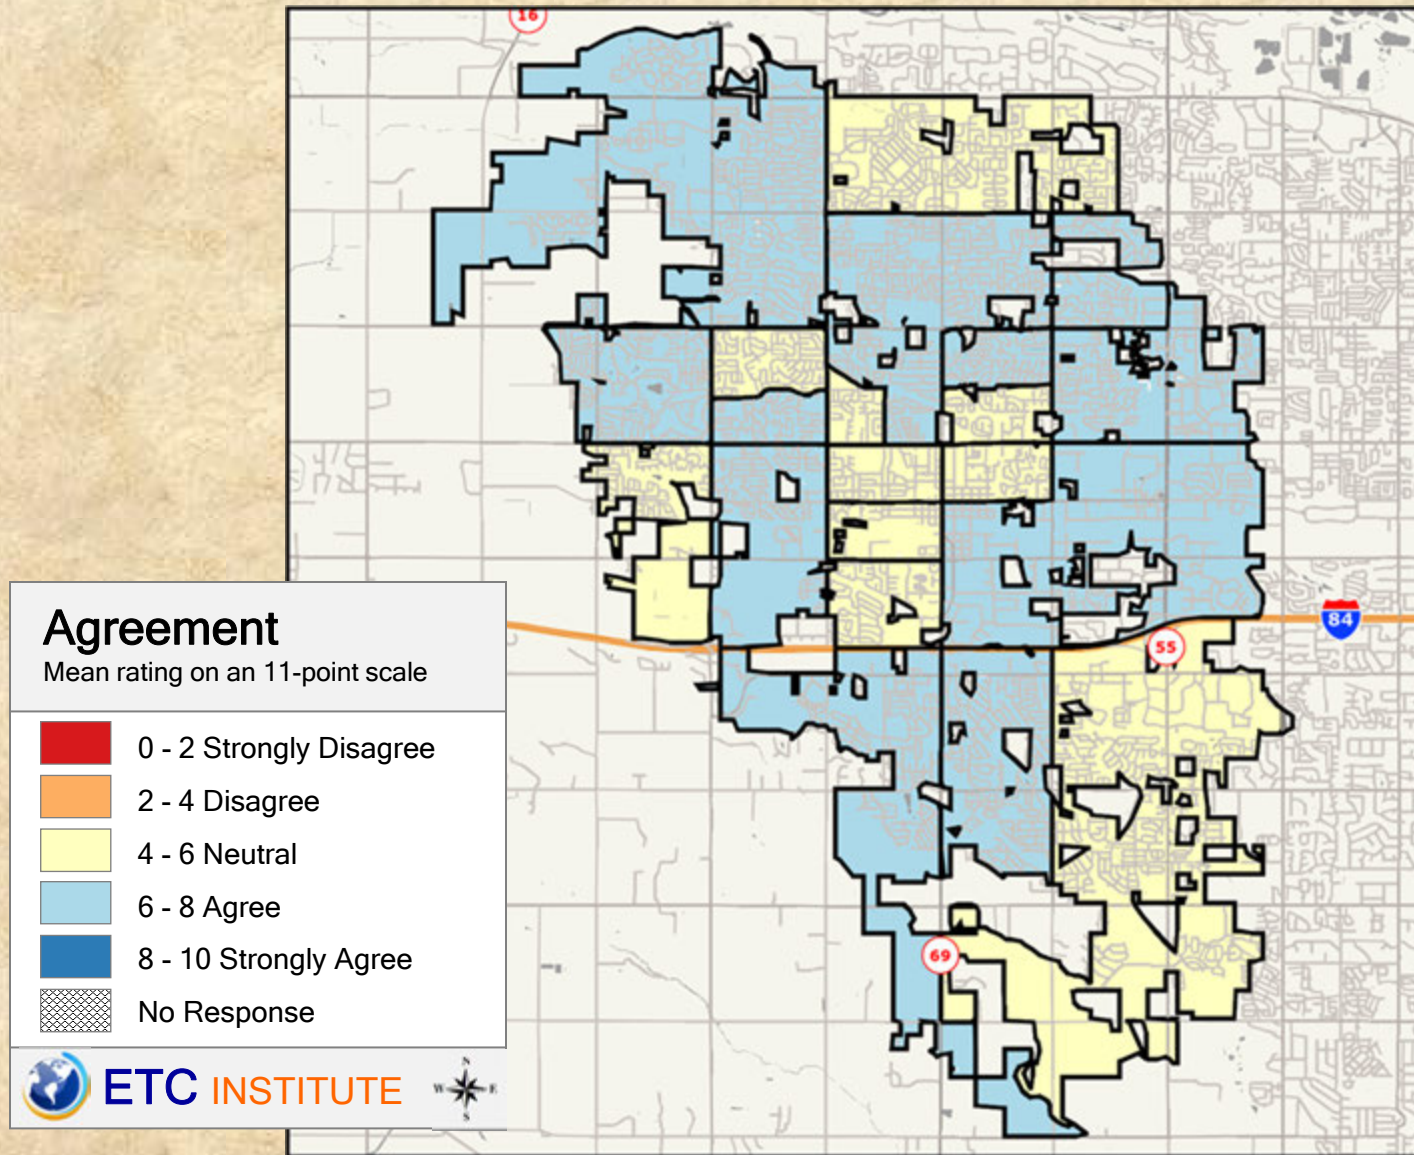 16
84
55
69
Agreement
Mean rating on an 11-point scale
0 - 2 Strongly Disagree
2 - 4 Disagree
4 - 6 Neutral
6 - 8 Agree
8 - 10 Strongly Agree
No Response
ETC INSTITUTE
N
W E
S